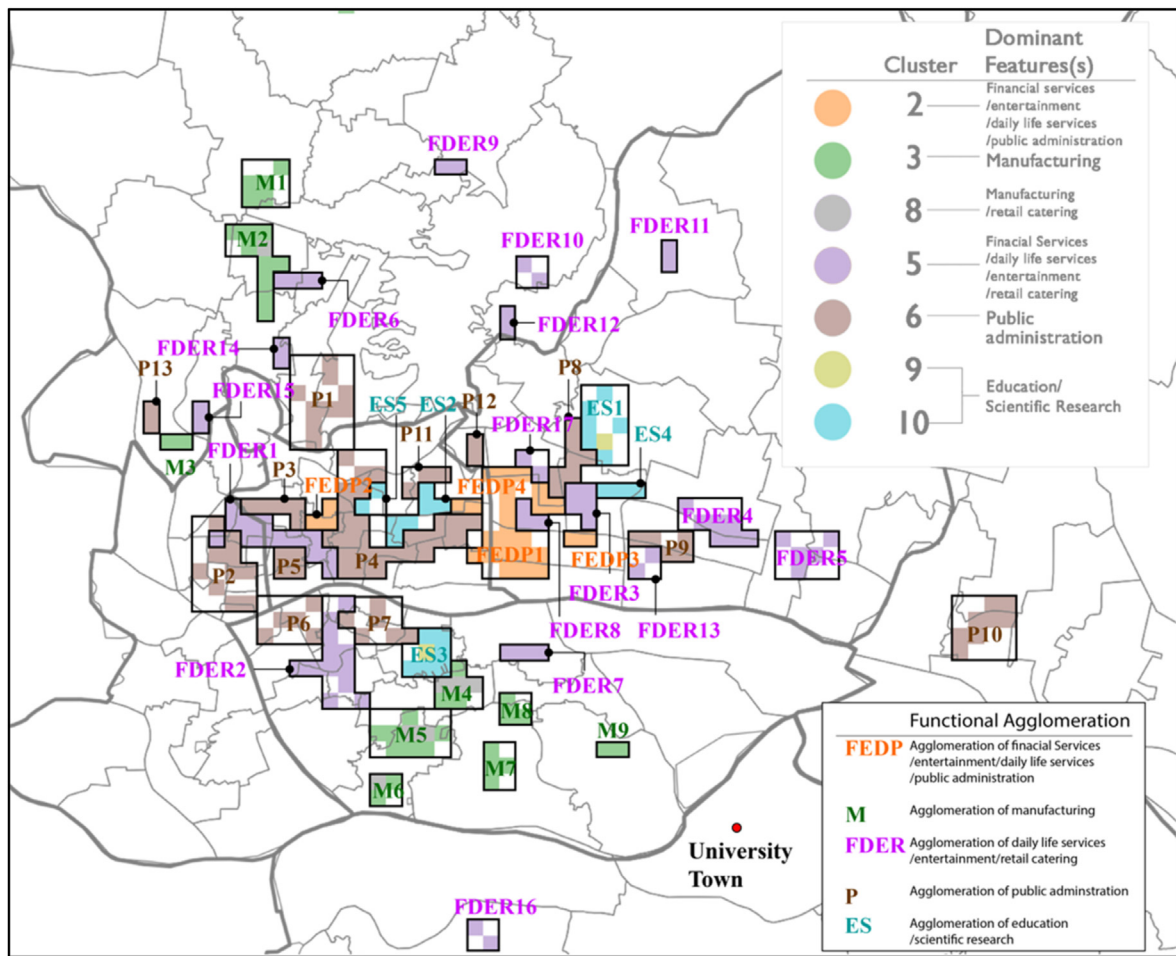 Cluster
Dominant
Features(s)
2
Financial services
/entertainment
/daily life services
/public administration
3
Manufacturing
8
Manufacturing
/retail catering
5
Finacial Services
/daily life services
/entertainment
/retail catering
6
Public
administration
9
10
Education/
Scientific Research
FDER9
M1
M2
FDER10
FDER11
FDER6
FDER12
FDER14
P13
FDER15
P1
P8
ES5
ES2
P12
ES1
P11
FDER17
ES4
M3
FDER1
P3
FEDP2
FEDP4
FDER4
P2
P5
P4
FEDP1
FEDP3
P9
FDER5
FDER3
P6
P7
FDER8
FDER13
P10
ES3
FDER2
FDER7
M4
M8
M5
M9
M7
M6
University
Town
FDER16
Functional Agglomeration
FEDP
Agglomeration of finacial Services
/entertainment/daily life services
/public administration
M
Agglomeration of manufacturing
FDER
Agglomeration of daily life services
/entertainment/retail catering
P
Agglomeration of public adminstration
ES
Agglomeration of education
/scientific research